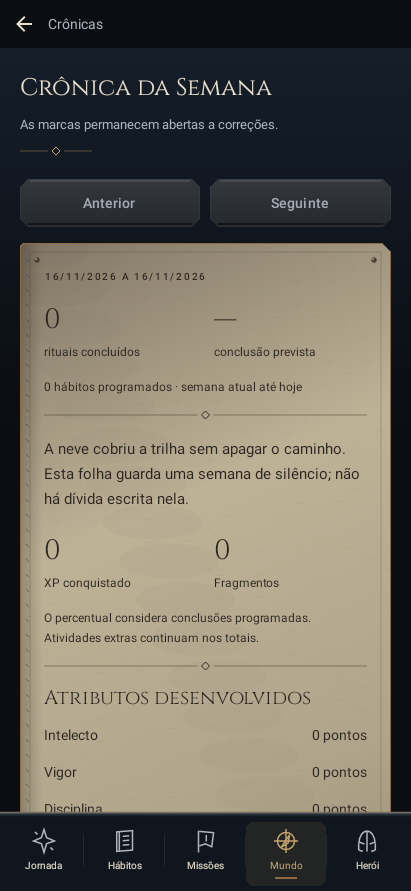 Crônicas
Crônica da Semana
As marcas permanecem abertas a correções.
Anterior
Seguinte
16/11/2026 A 16/11/2026
0
—
rituais concluídos
conclusão prevista
0 hábitos programados · semana atual até hoje
A neve cobriu a trilha sem apagar o caminho.
Esta folha guarda uma semana de silêncio; não
há dívida escrita nela.
0
0
XP conquistado
Fragmentos
O percentual considera conclusões programadas.
Atividades extras continuam nos totais.
Atributos desenvolvidos
Intelecto
0 pontos
Vigor
0 pontos
Disciplina
0 pontos
Jornada
Hábitos
Missões
Mundo
Herói